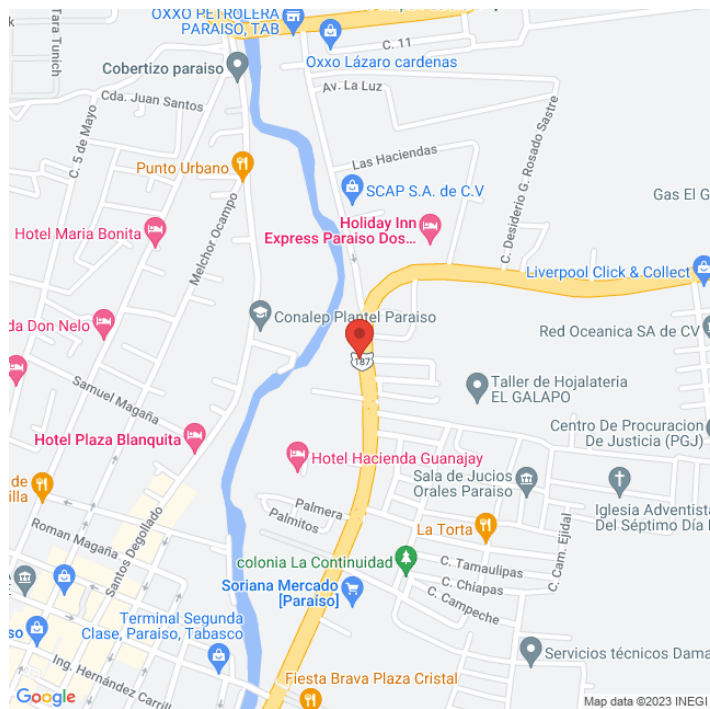 OXXO PETROLERA
PARAISO, TAB
Tara Tunich
C. 11
Oxxo Lázaro cardenas
Cobertizo paraiso
Av. La Luz
Cda. Juan Santos
C. 5 de Mayo
C. Desiderio G. Rosado Sastre
Las Haciendas
Punto Urbano
SCAP S.A. de C.V
Gas El G
Melchor Ocampo
Hotel Maria Bonita
Holiday Inn
Express Paraiso Dos...
Liverpool Click & Collect
Conalep Plantel Paraiso
da Don Nelo
Red Oceanica SA de CV
187
Taller de Hojalateria
EL GALAPO
Samuel Magaña
Hotel Plaza Blanquita
Centro De Procuracion
De Justicia (PGJ)
Hotel Hacienda Guanajay
Sala de Jucios
Orales Paraiso
de
illa
Palmera
Palmitos
Iglesia Adventista
Del Séptimo Día
La Torta
Roman Magaña
Santos Degollado
C. Cam. Ejidal
colonia La Continuidad
C. Tamaulipas
C. Chiapas
C. Campeche
Soriana Mercado
[Paraiso]
Terminal Segunda
Clase, Paraiso, Tabasco
so
Servicios técnicos Dama
Ing. Hernández Carrill
Fiesta Brava Plaza Cristal
Google
Map data ©2023 INEGI